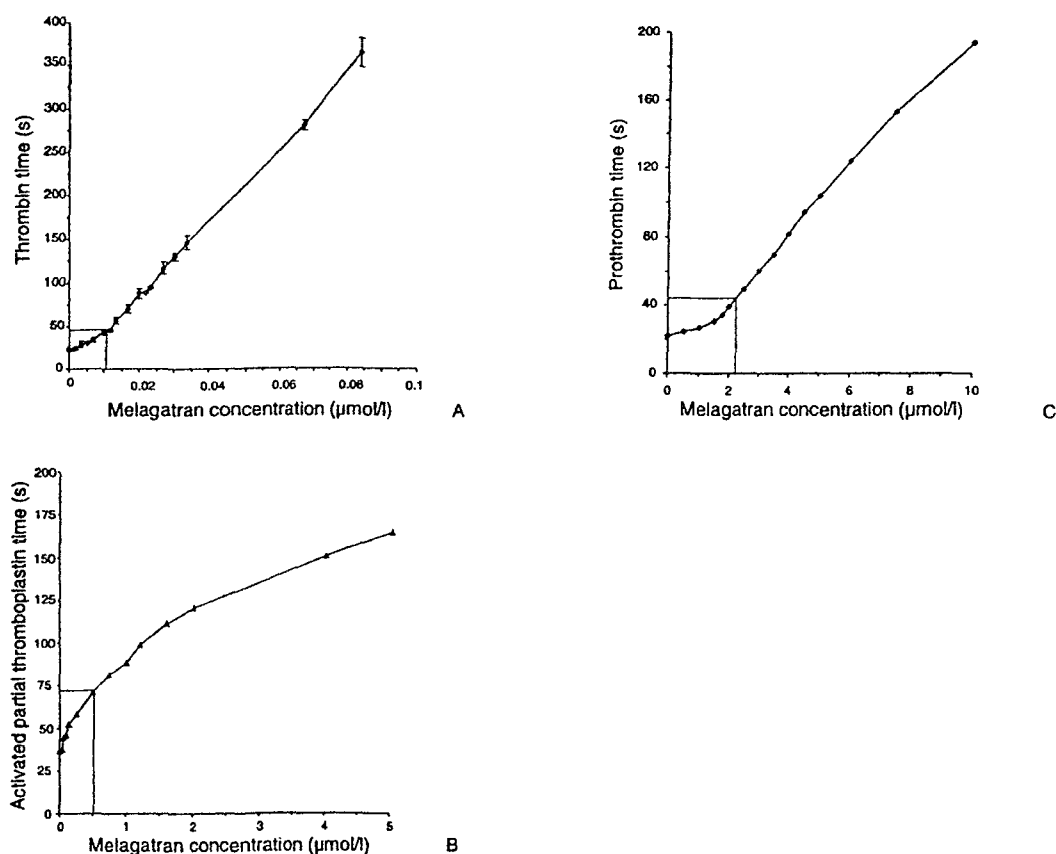 400
350
300
250
200
150
100
50
0
Thrombin time (s)
0 0.02 0.04 0.06 0.08 0.1
Melagatran concentration (µmol/l)
A
200
160
120
80
40
0
Prothrombin time (s)
0 2 4 6 8 10
Melagatran concentration (µmol/l)
C
200
175
150
125
100
75
50
25
0
Activated partial thromboplastin time (s)
0 1 2 3 4 5
Melagatran concentration (µmol/l)
B